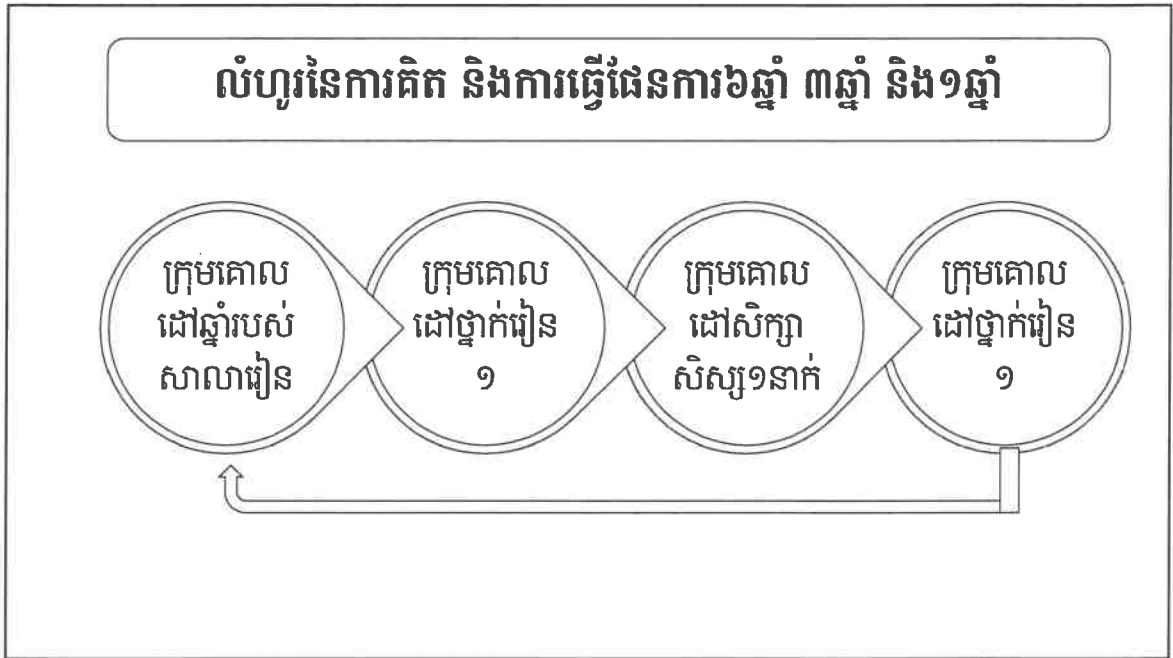 លំហូរនៃការគិត និងការធ្វើផែនការ៦ឆ្នាំ ៣ឆ្នាំ និង១ឆ្នាំ
ក្រុមគោល
ដៅឆ្នាំរបស់
សាលារៀន
ក្រុមគោល
ដៅថ្នាក់រៀន
១
ក្រុមគោល
ដៅសិក្សា
សិស្ស១នាក់
ក្រុមគោល
ដៅថ្នាក់រៀន
១